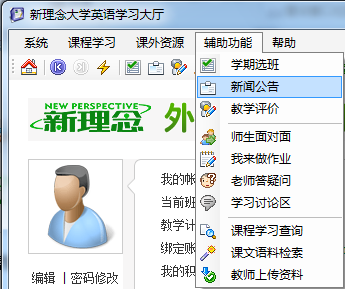 新理念大学英语学习大厅
系统 课程学习 课外资源 辅助功能 帮助
学期选班
新闻公告
教学评价
师生面对面
我来做作业
老师答疑问
学习讨论区
课程学习查询
课文语料检索
教师上传资料
NEW PERSPECTIVE
新理念 外
我的帐
当前班
教学计
绑定账
我的积
编辑 密码修改